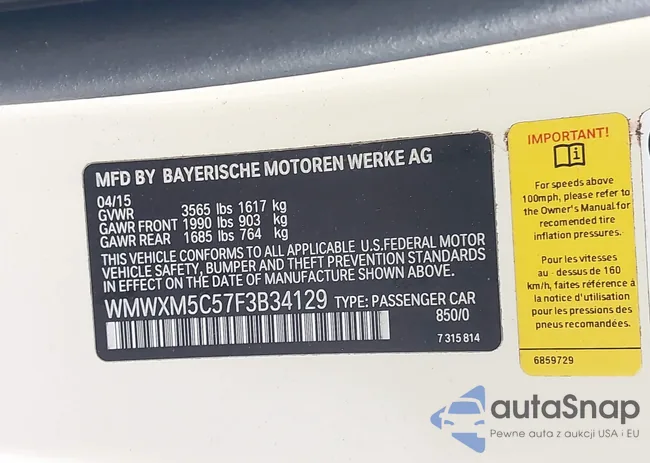 MFD BY BAYERISCHE MOTOREN WERKE AG
04/15
GVWR 3565 lbs 1617 kg
GAWR FRONT 1990 lbs 903 kg
GAWR REAR 1685 lbs 764 kg
THIS VEHICLE CONFORMS TO ALL APPLICABLE U.S.FEDERAL MOTOR
VEHICLE SAFETY, BUMPER AND THEFT PREVENTION STANDARDS
IN EFFECT ON THE DATE OF MANUFACTURE SHOWN ABOVE.
WMWXM5C57F3B34129 TYPE: PASSENGER CAR
850/0
7 315 814
IMPORTANT!
For speeds above
100mph, please refer to
the Owner's Manual for
recomended tire
inflation pressures.
Pour les vitesses
au - dessus de 160
km/h, faites référence à
la Notice d'utilisation
pour les pressions des
pneus recomendées.
6859729
autaSnap
Pewne auta z aukcji USA i EU